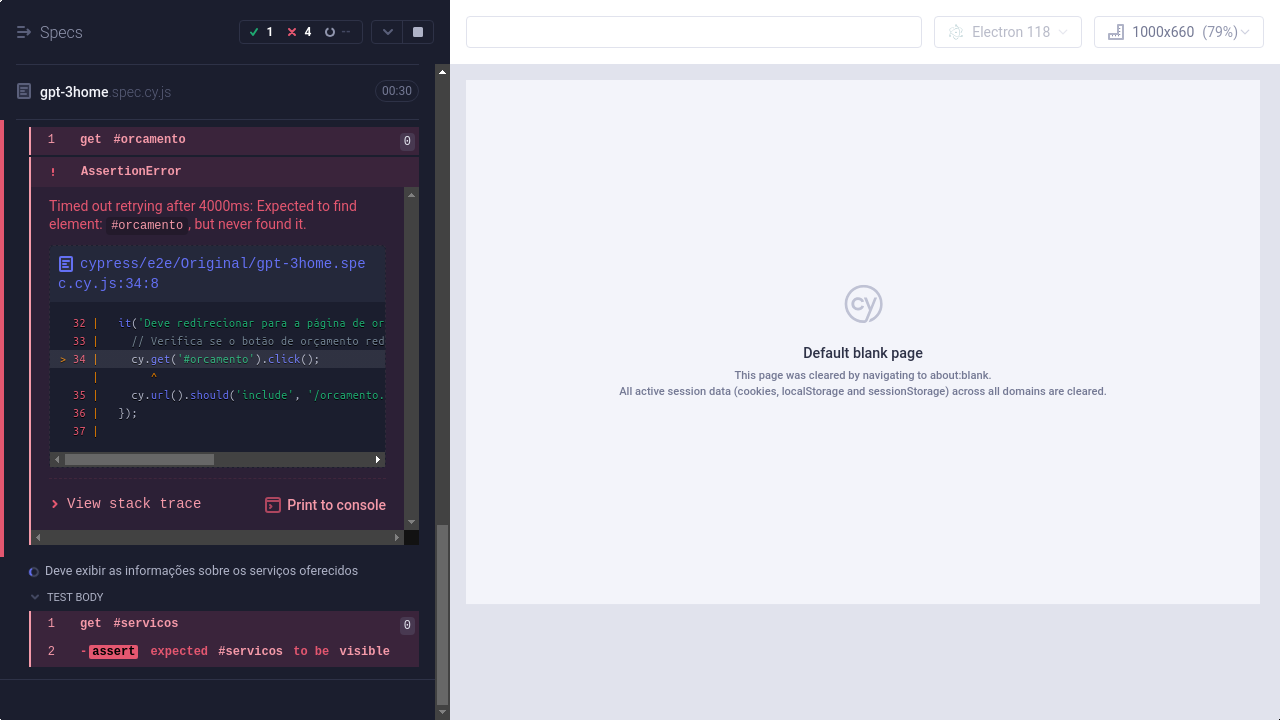 Specs
1
4
--
Electron 118
1000x660 (79%)
gpt-3home spec.cy.js
00:30
1 get #orcamento 0
! AssertionError
Timed out retrying after 4000ms: Expected to find
element: #orcamento, but never found it.
cypress/e2e/Original/gpt-3home.spe
c.cy.js:34:8
32 | it('Deve redirecionar para a página de or
33 | // Verifica se o botão de orçamento red
> 34 | cy.get('#orcamento').click();
| ^
35 | cy.url().should('include', '/orcamento.
36 | });
37 |
View stack trace
Print to console
Deve exibir as informações sobre os serviços oferecidos
TEST BODY
1 get #servicos 0
2 -assert expected #servicos to be visible
cy
Default blank page
This page was cleared by navigating to about:blank.
All active session data (cookies, localStorage and sessionStorage) across all domains are cleared.